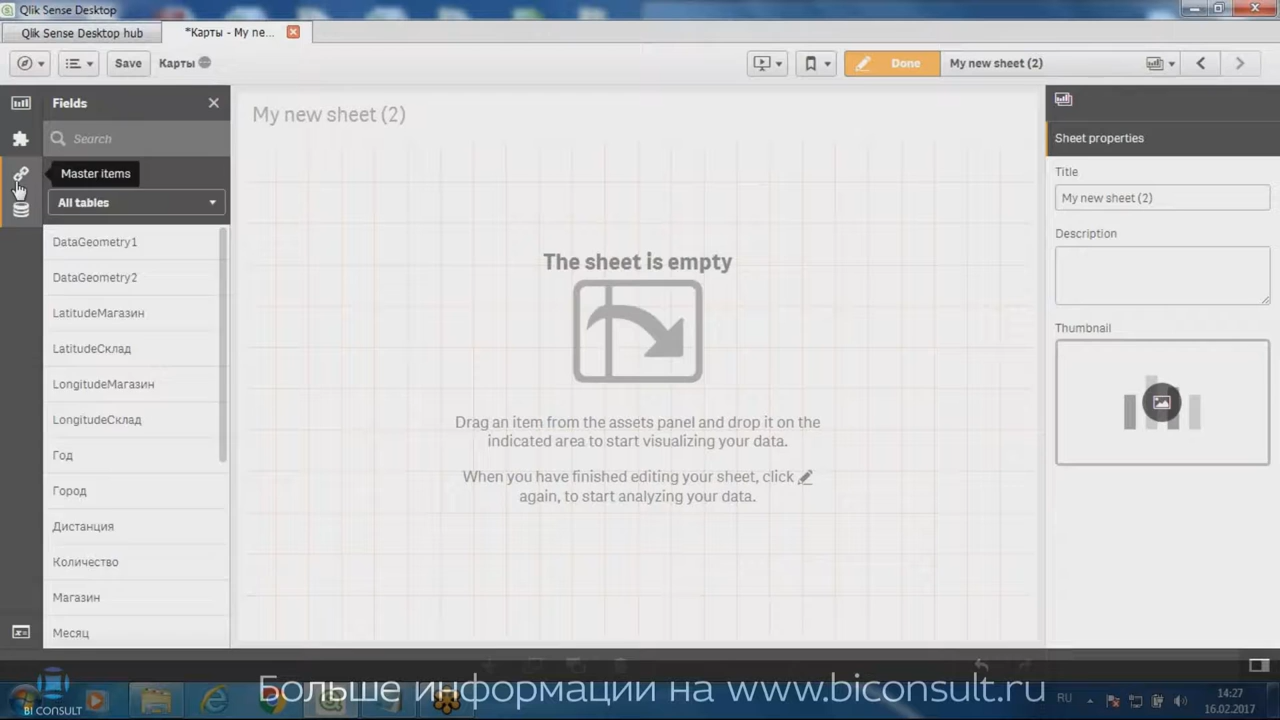 Qlik Sense Desktop
Qlik Sense Desktop hub
*Карты - My ne...
Save
Карты
Done
My new sheet (2)
Fields
Search
Master items
All tables
DataGeometry1
DataGeometry2
LatitudeМагазин
LatitudeСклад
LongitudeМагазин
LongitudeСклад
Год
Город
Дистанция
Количество
Магазин
Месяц
My new sheet (2)
The sheet is empty
Drag an item from the assets panel and drop it on the
indicated area to start visualizing your data.
When you have finished editing your sheet, click
again, to start analyzing your data.
Sheet properties
Title
My new sheet (2)
Description
Thumbnail
Больше информации на www.biconsult.ru
BI CONSULT
RU
14:27
16.02.2017